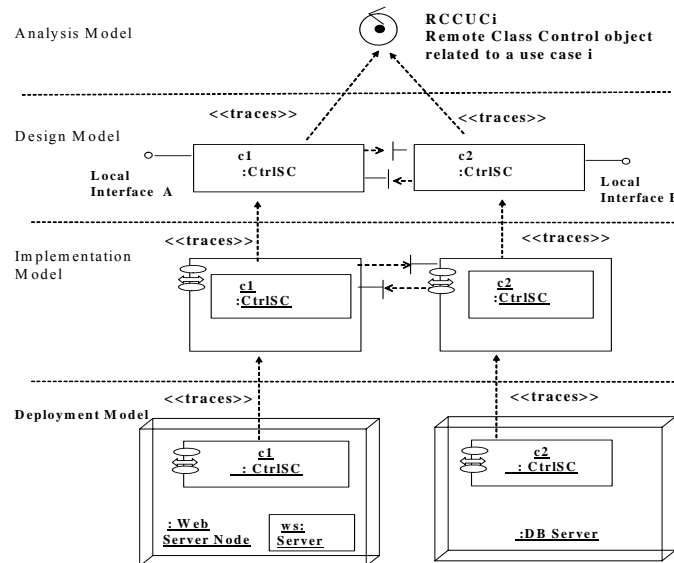 Analysis Model
RCCUCi
Remote Class Control object
related to a use case i
<<traces>>
<<traces>>
Design Model
c1
:CtrlSC
c2
:CtrlSC
Local
Interface A
Local
Interface
<<traces>>
<<traces>>
Implementation
Model
c1
:CtrlSC
c2
:CtrlSC
<<traces>>
<<traces>>
Deployment Model
c1
: CtrlSC
c2
: CtrlSC
: Web
Server Node
ws:
Server
:DB Server